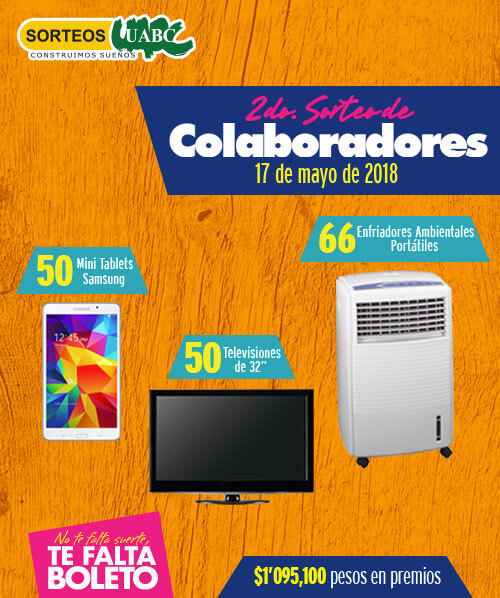 SORTEOS UABC
CONSTRUIMOS SUEÑOS
2do. Sorteo de
Colaboradores
17 de mayo de 2018
66 Enfriadores Ambientales
Portátiles
50 Mini Tablets
Samsung
12:45
50 Televisiones
de 32"
No te falta suerte,
TE FALTA
BOLETO
$1'095,100 pesos en premios